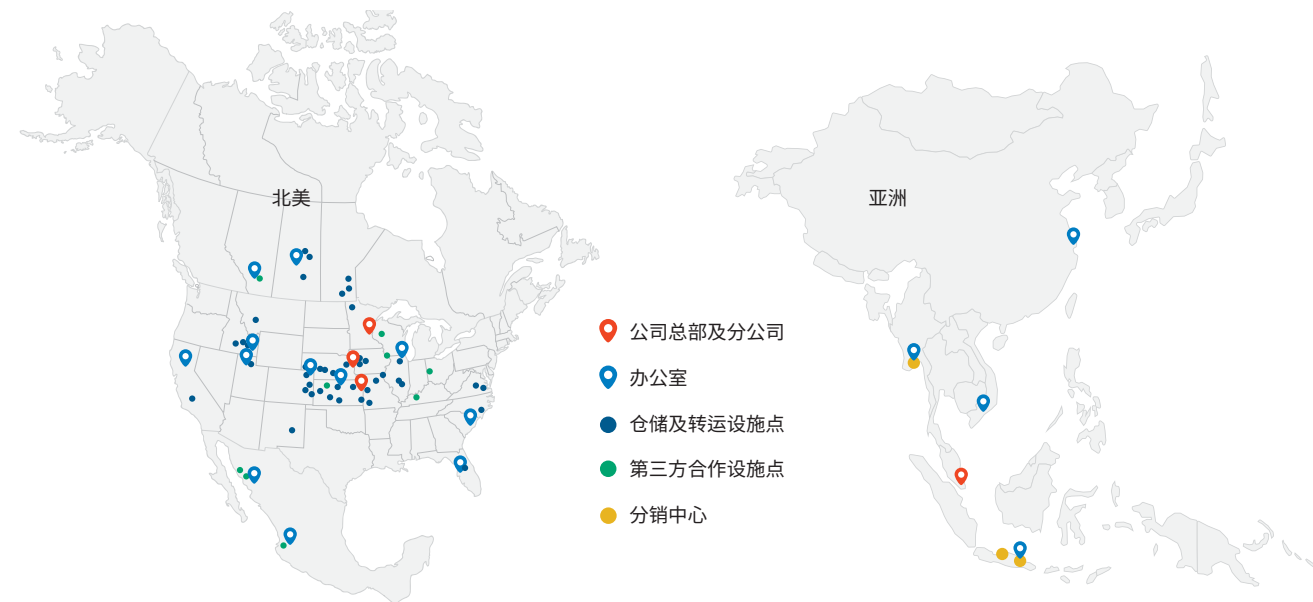 北美
亚洲
公司总部及分公司
办公室
仓储及转运设施点
第三方合作设施点
分销中心